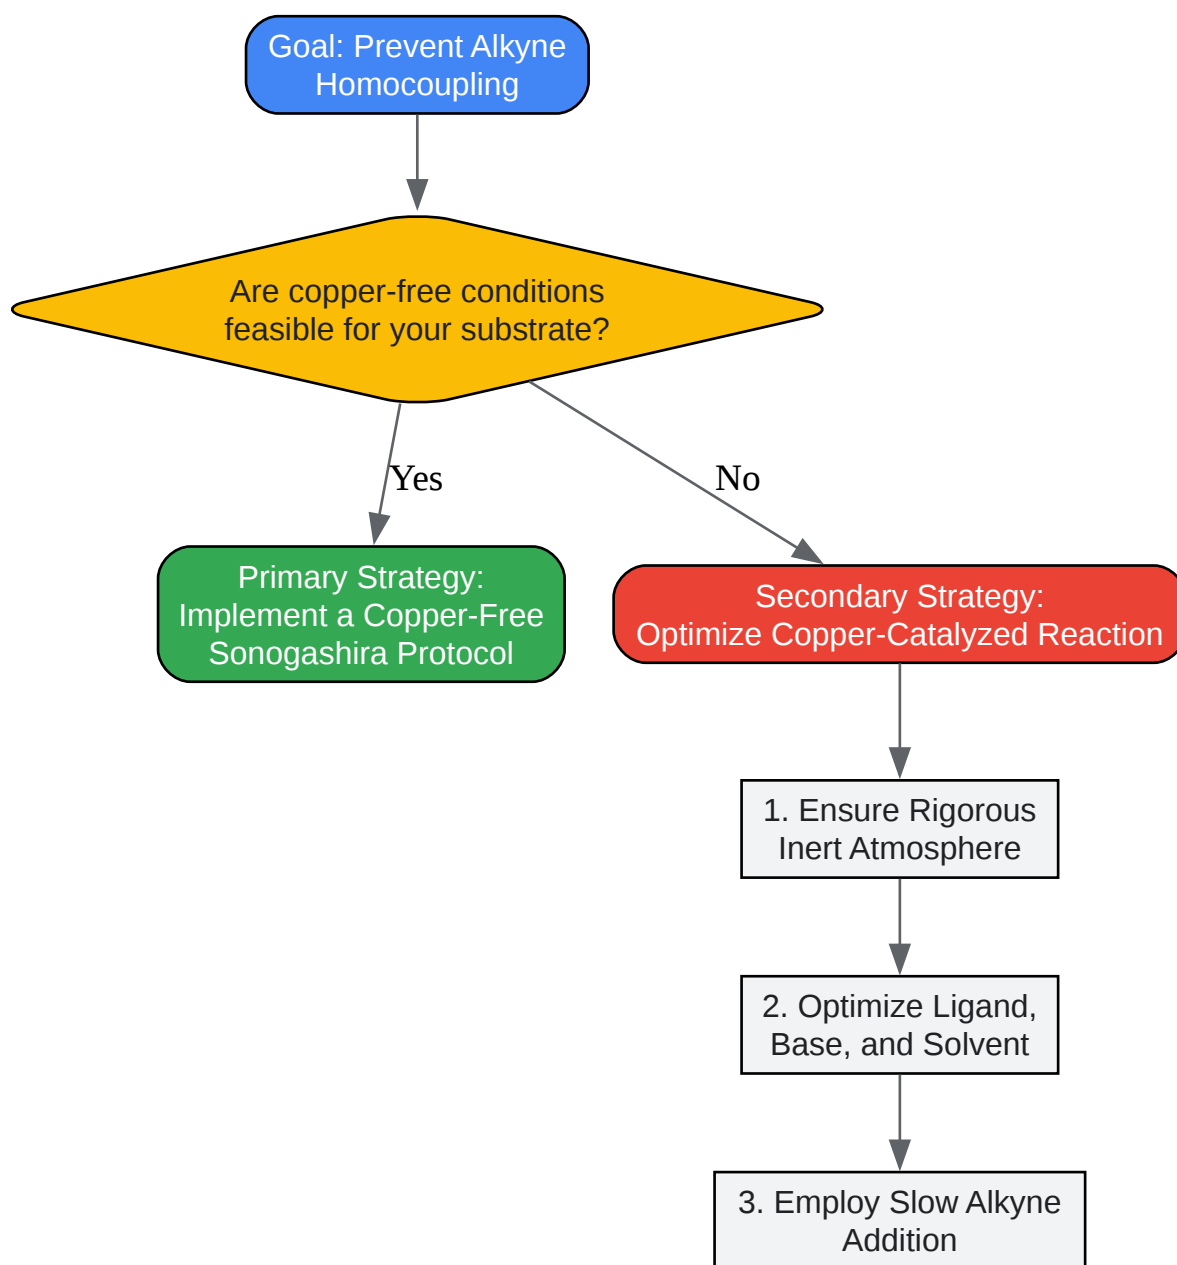 Goal: Prevent Alkyne
Homocoupling
Are copper-free conditions
feasible for your substrate?
Yes
No
Primary Strategy:
Implement a Copper-Free
Sonogashira Protocol
Secondary Strategy:
Optimize Copper-Catalyzed Reaction
1. Ensure Rigorous
Inert Atmosphere
2. Optimize Ligand,
Base, and Solvent
3. Employ Slow Alkyne
Addition